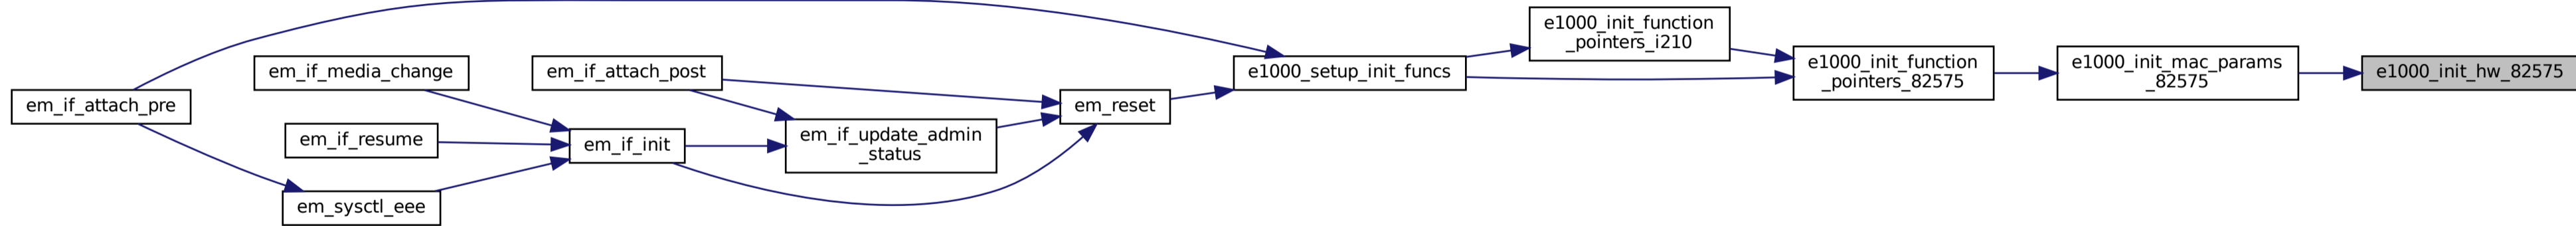 em_if_attach_pre
em_if_media_change
em_if_resume
em_sysctl_eee
em_if_attach_post
em_if_init
em_if_update_admin
_status
em_reset
e1000_setup_init_funcs
e1000_init_function
_pointers_i210
e1000_init_function
_pointers_82575
e1000_init_mac_params
_82575
e1000_init_hw_82575